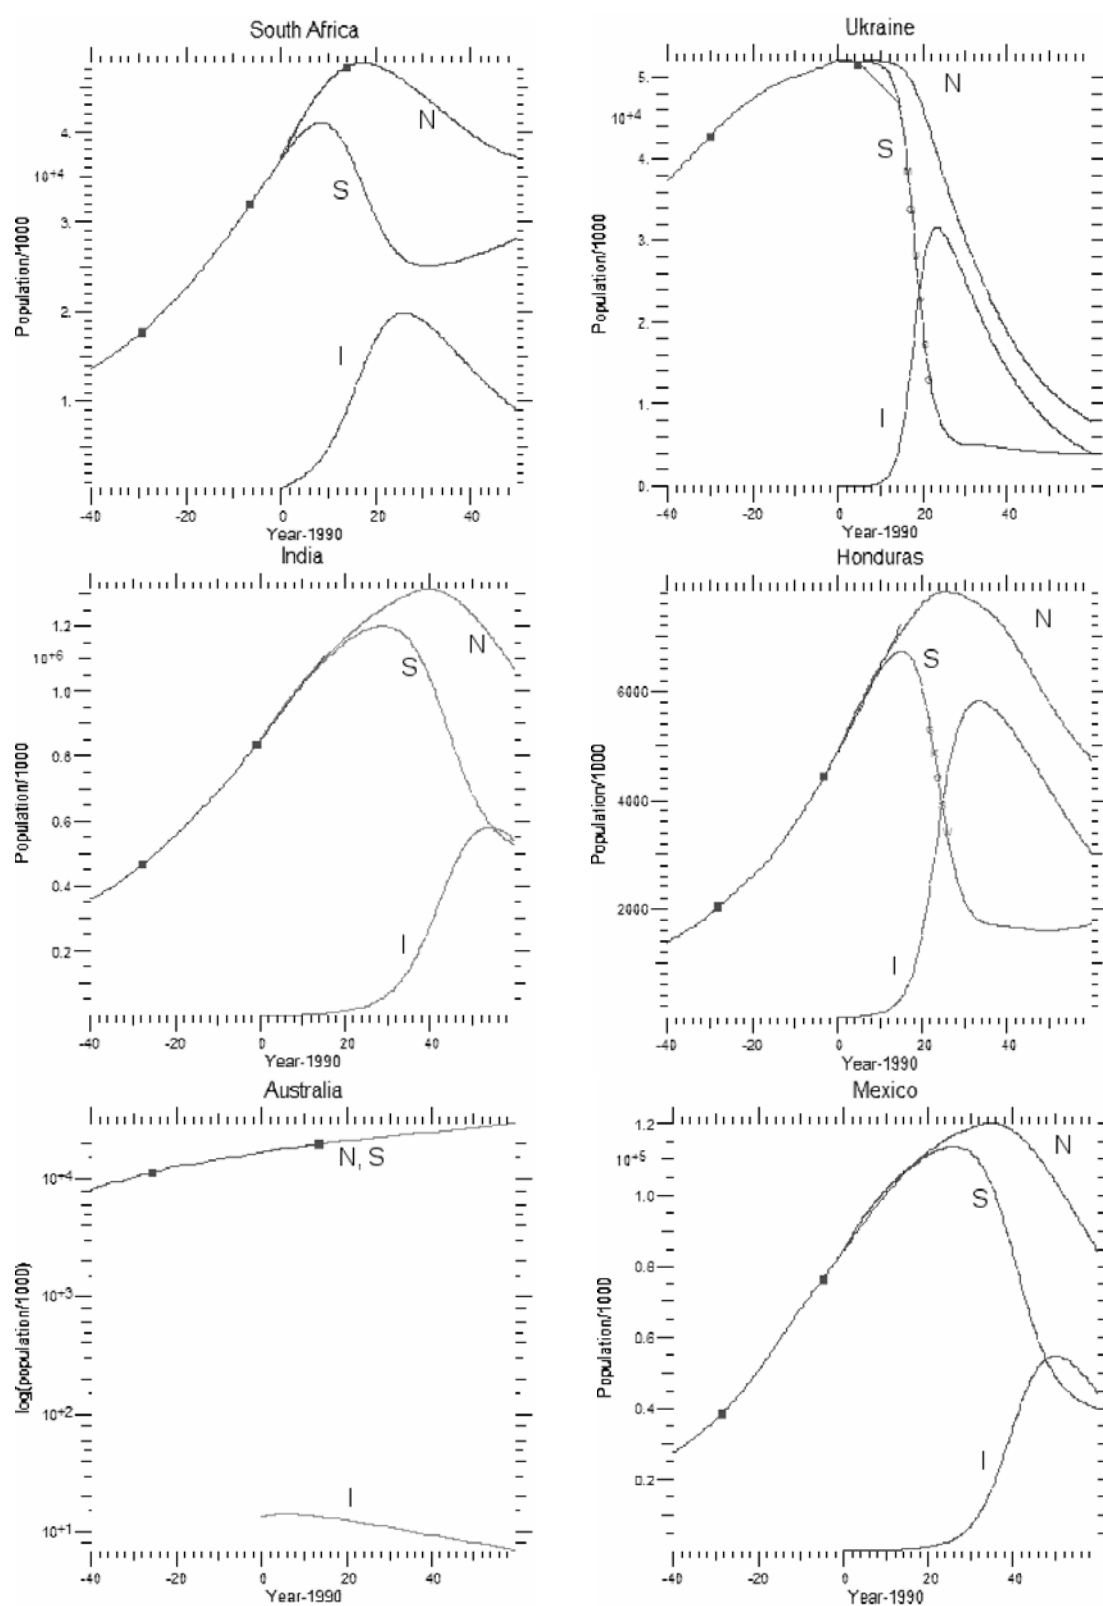 South Africa
4.
10+4
3.
2.
1.
N
S
I
Population/1000
-40 -20 0 20 40
Year-1990
Ukraine
5.
10+4
4.
3.
2.
1.
0.
N
S
I
Population/1000
-40 -20 0 20 40
Year-1990
India
1.2
10+6
1.0
0.8
0.6
0.4
0.2
N
S
I
Population/1000
-40 -20 0 20 40
Year-1990
Honduras
6000
4000
2000
N
S
I
Population/1000
-40 -20 0 20 40
Year-1990
Australia
10+4
10+3
10+2
10+1
N, S
I
log(population/1000)
-40 -20 0 20 40
Year-1990
Mexico
1.2
10+5
1.0
0.8
0.6
0.4
0.2
N
S
I
Population/1000
-40 -20 0 20 40
Year-1990